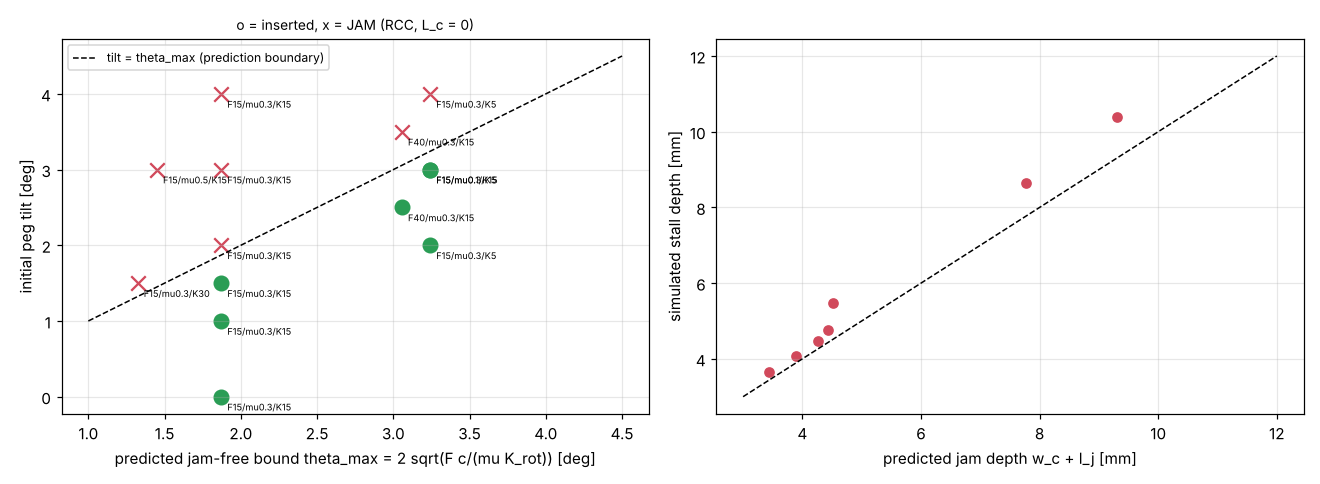 o = inserted, x = JAM (RCC, L_c = 0)
tilt = theta_max (prediction boundary)
initial peg tilt [deg]
4
3
2
1
0
F15/mu0.3/K15
F15/mu0.3/K5
F40/mu0.3/K15
F15/mu0.5/K15
F15/mu0.3/K15
F15/mu0.3/K15
F40/mu0.3/K15
F15/mu0.3/K5
F15/mu0.3/K30
F15/mu0.3/K15
F15/mu0.3/K15
F15/mu0.3/K15
1.0 1.5 2.0 2.5 3.0 3.5 4.0 4.5
predicted jam-free bound theta_max = 2 sqrt(F c/(mu K_rot)) [deg]
simulated stall depth [mm]
12
10
8
6
4
4 6 8 10 12
predicted jam depth w_c + l_j [mm]